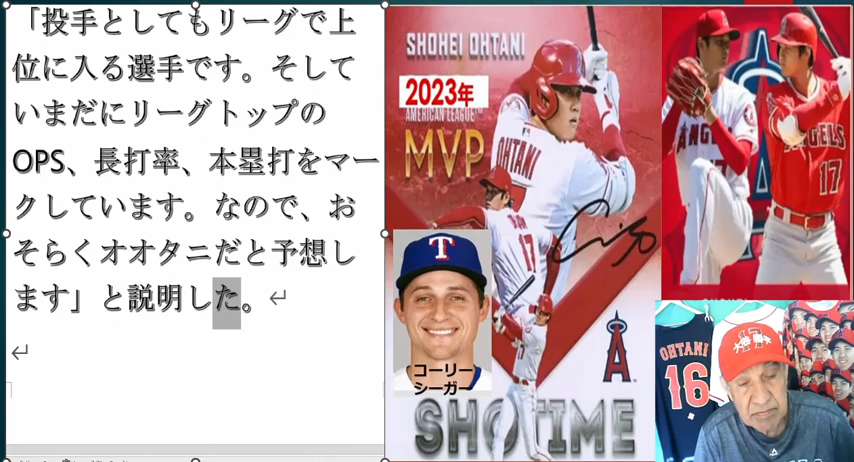 「投手としてもリーグで上
位に入る選手です。そして
いまだにリーグトップの
OPS、長打率、本塁打をマー
クしています。なので、お
そらくオオタニだと予想し
ます」と説明した。
SHOHEI OHTANI
2023年
AMERICAN LEAGUE
MVP
OHTANI
17
T
コーリー
シーガー
A
SHOWTIME
ANGELS
ANGELS
17
OHTANI
16
17